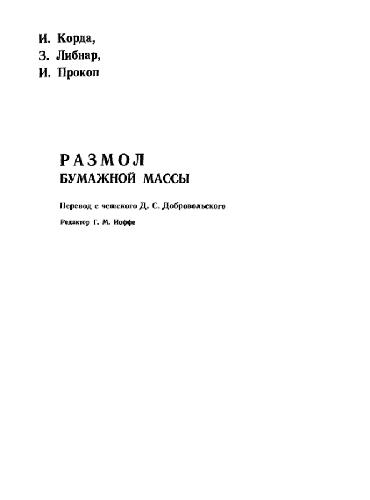 И. Корда,
З. Либнар,
И. Прокоп
РАЗМОЛ
БУМАЖНОЙ МАССЫ
Перевод с чешского Д. С. Добровольского
Редактор Г. М. Иоффе